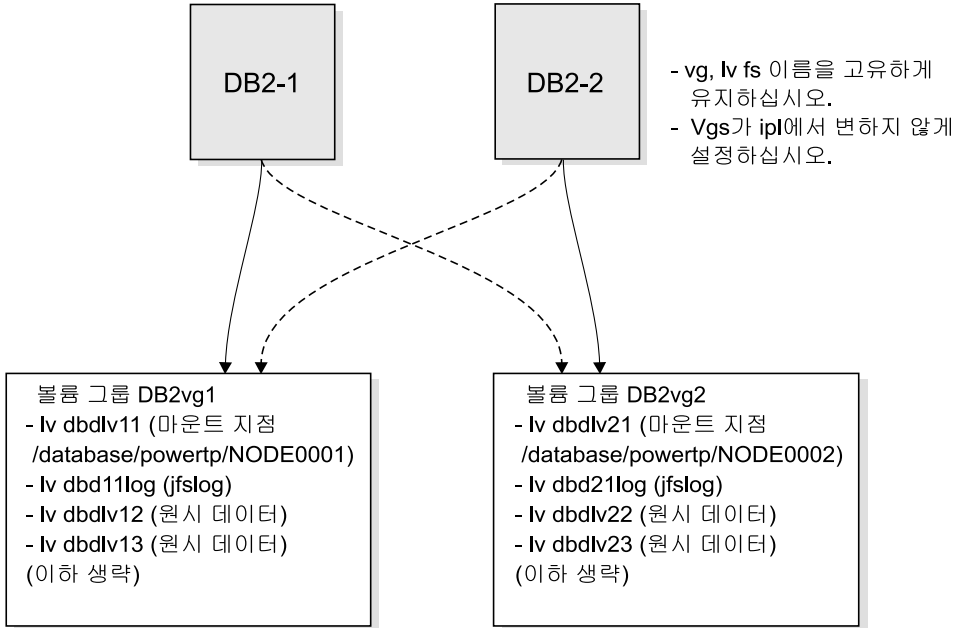 DB2-1
DB2-2
- vg, lv fs 이름을 고유하게
유지하십시오.
- Vgs가 ipl에서 변하지 않게
설정하십시오.
볼륨 그룹 DB2vg1
- lv dbdlv11 (마운트 지점
/database/powertp/NODE0001)
- lv dbd11log (jfslog)
- lv dbdlv12 (원시 데이터)
- lv dbdlv13 (원시 데이터)
(이하 생략)
볼륨 그룹 DB2vg2
- lv dbdlv21 (마운트 지점
/database/powertp/NODE0002)
- lv dbd21log (jfslog)
- lv dbdlv22 (원시 데이터)
- lv dbdlv23 (원시 데이터)
(이하 생략)